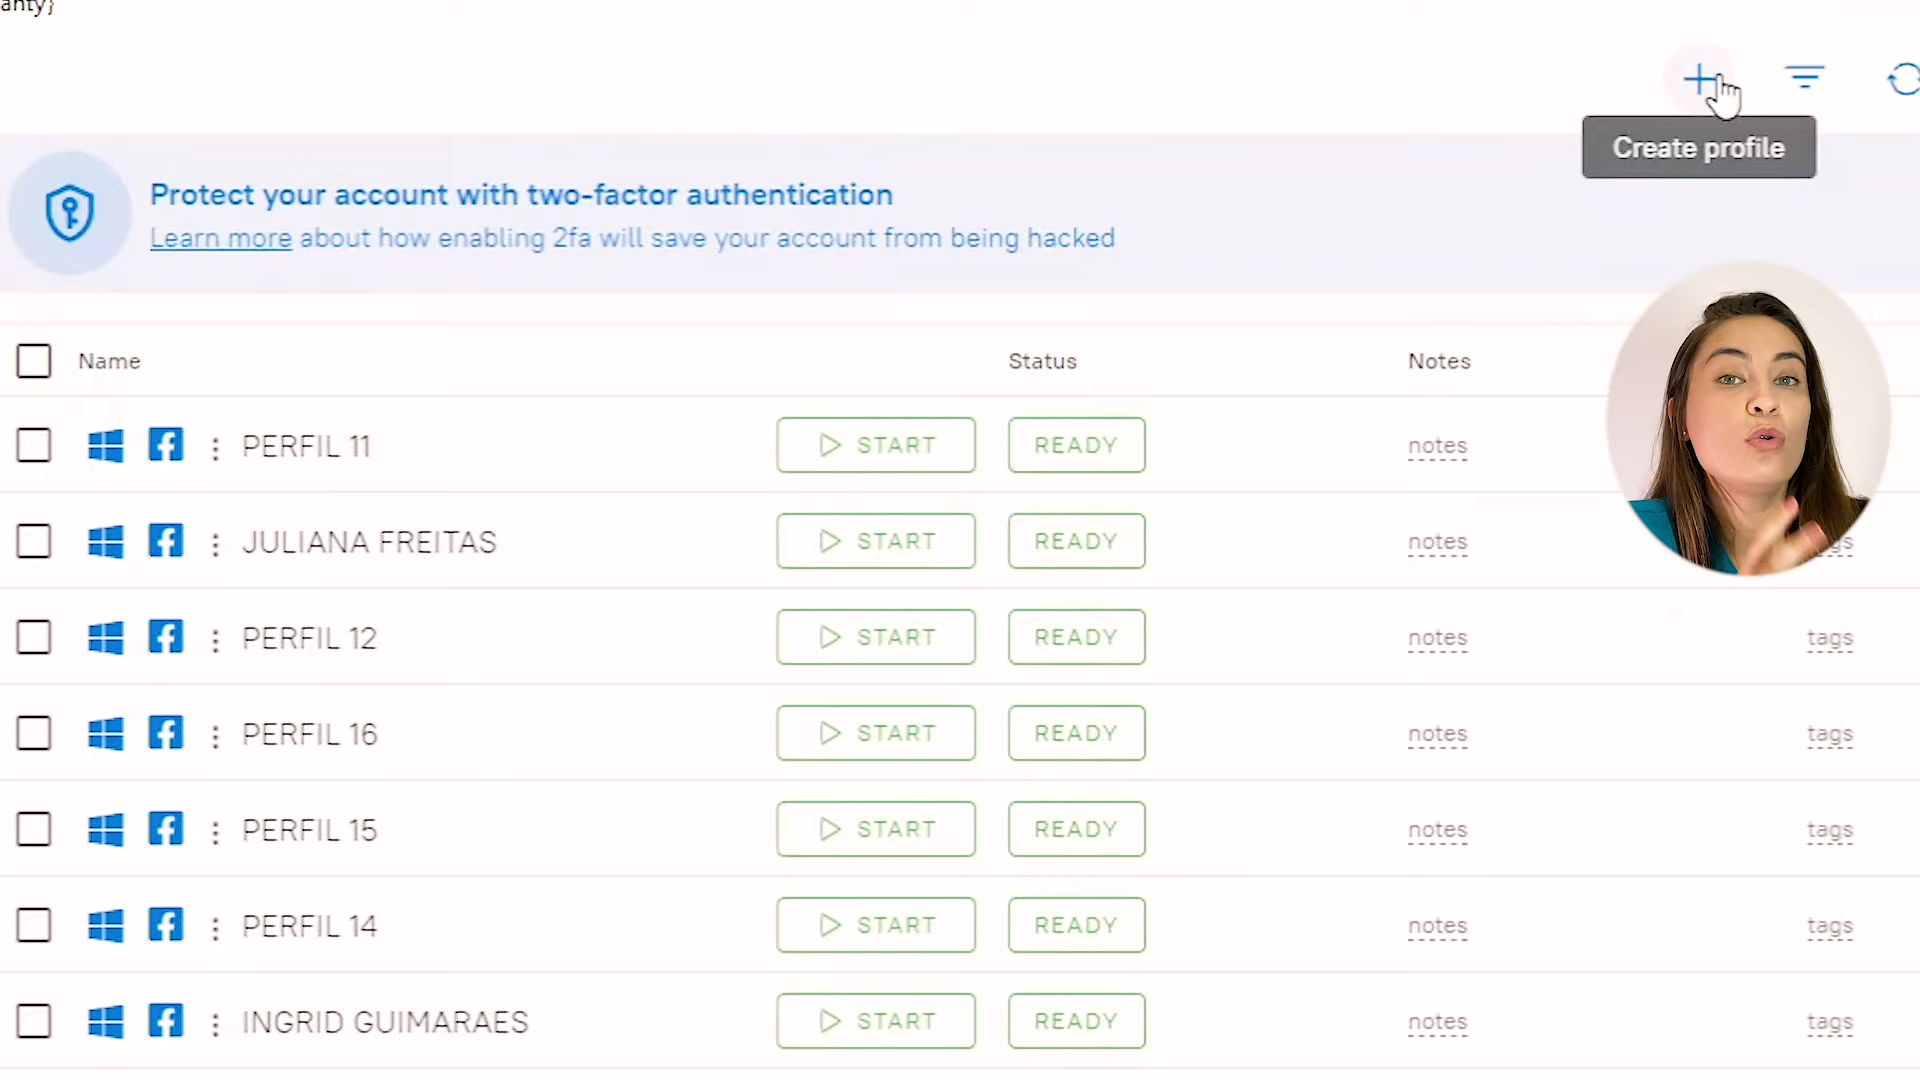 anty}
Create profile
Protect your account with two-factor authentication
Learn more about how enabling 2fa will save your account from being hacked
Name Status Notes
PERFIL 11 START READY notes
JULIANA FREITAS START READY notes
PERFIL 12 START READY notes tags
PERFIL 16 START READY notes tags
PERFIL 15 START READY notes tags
PERFIL 14 START READY notes tags
INGRID GUIMARAES START READY notes tags